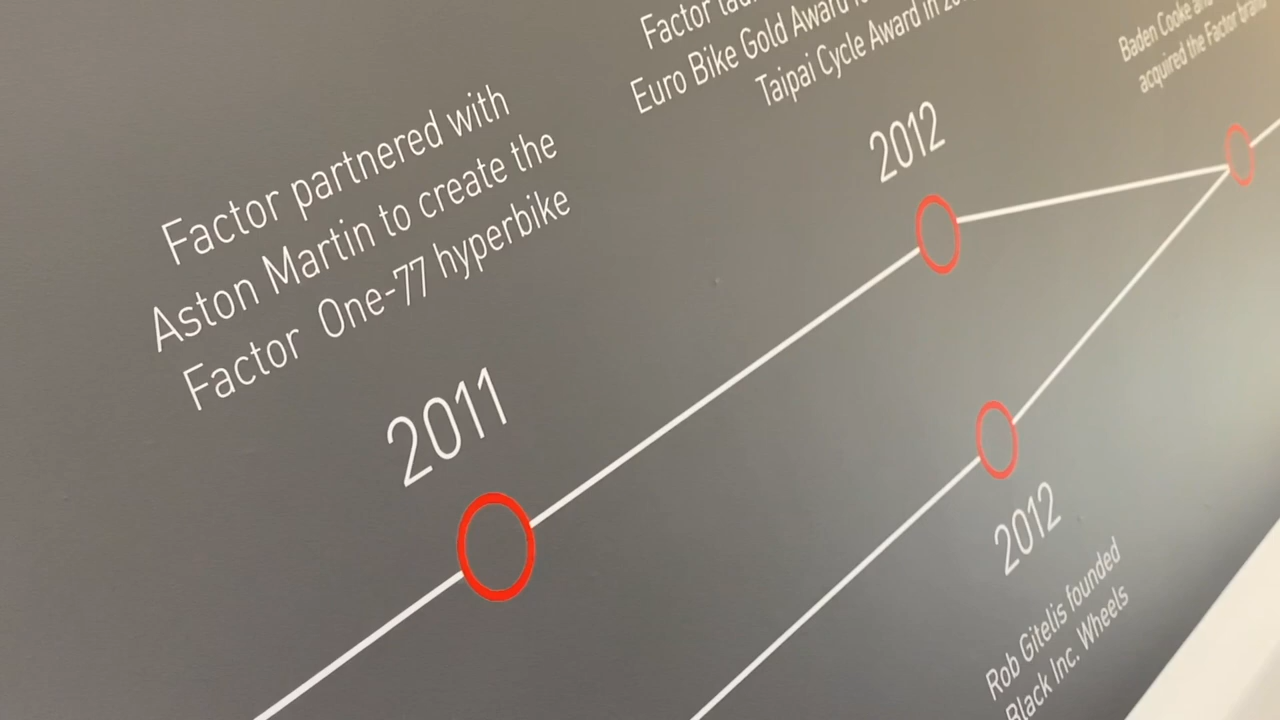 Factor partnered with
Aston Martin to create the
Factor One-77 hyperbike
2011
Factor
Euro Bike Gold Award
Taipai Cycle Award in
2012
Baden Cooke and
acquired the Factor brand
2012
Rob Gitelis founded
Black Inc. Wheels